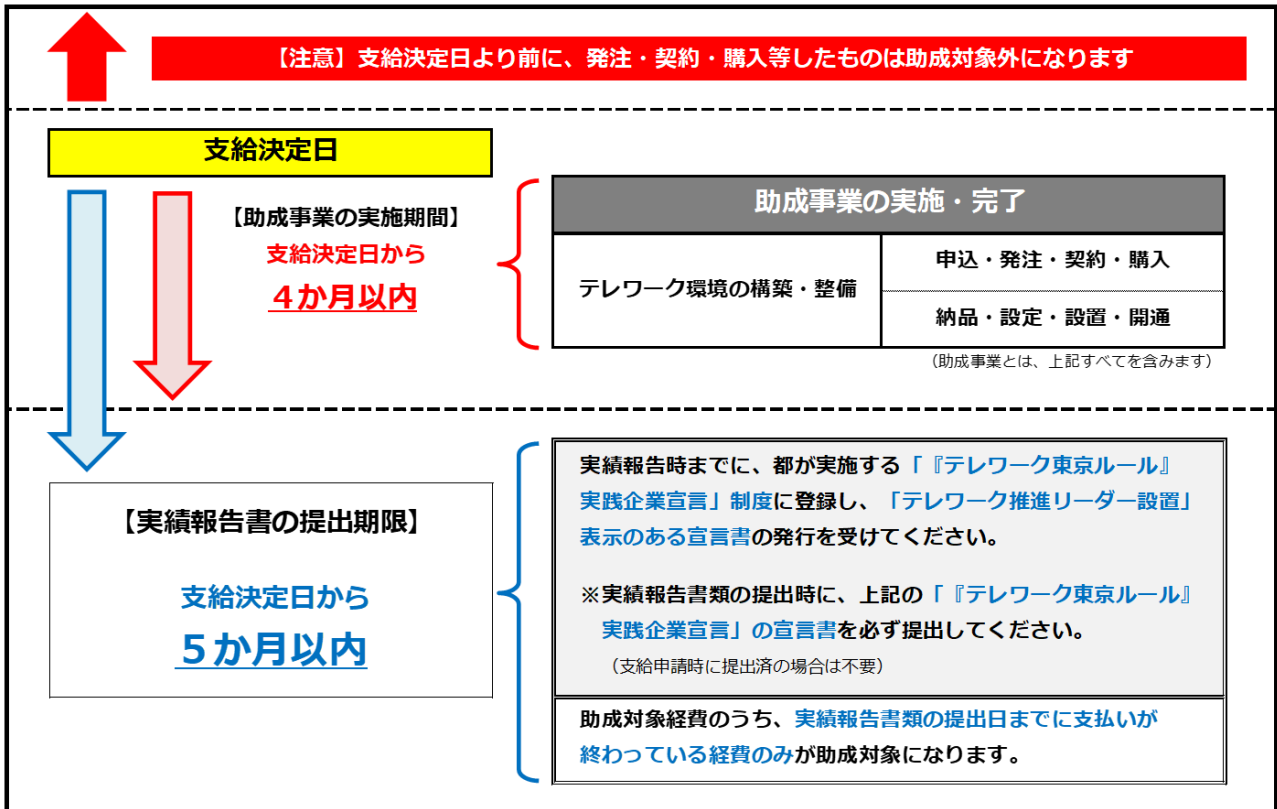 【注意】支給決定日より前に、発注・契約・購入等したものは助成対象外になります
支給決定日
【助成事業の実施期間】
支給決定日から
４か月以内
助成事業の実施・完了
テレワーク環境の構築・整備
申込・発注・契約・購入
納品・設定・設置・開通
（助成事業とは、上記すべてを含みます）
【実績報告書の提出期限】
支給決定日から
５か月以内
実績報告時までに、都が実施する「『テレワーク東京ルール』
実践企業宣言」制度に登録し、「テレワーク推進リーダー設置」
表示のある宣言書の発行を受けてください。
※実績報告書類の提出時に、上記の「『テレワーク東京ルール』
実践企業宣言」の宣言書を必ず提出してください。
（支給申請時に提出済の場合は不要）
助成対象経費のうち、実績報告書類の提出日までに支払いが
終わっている経費のみが助成対象になります。